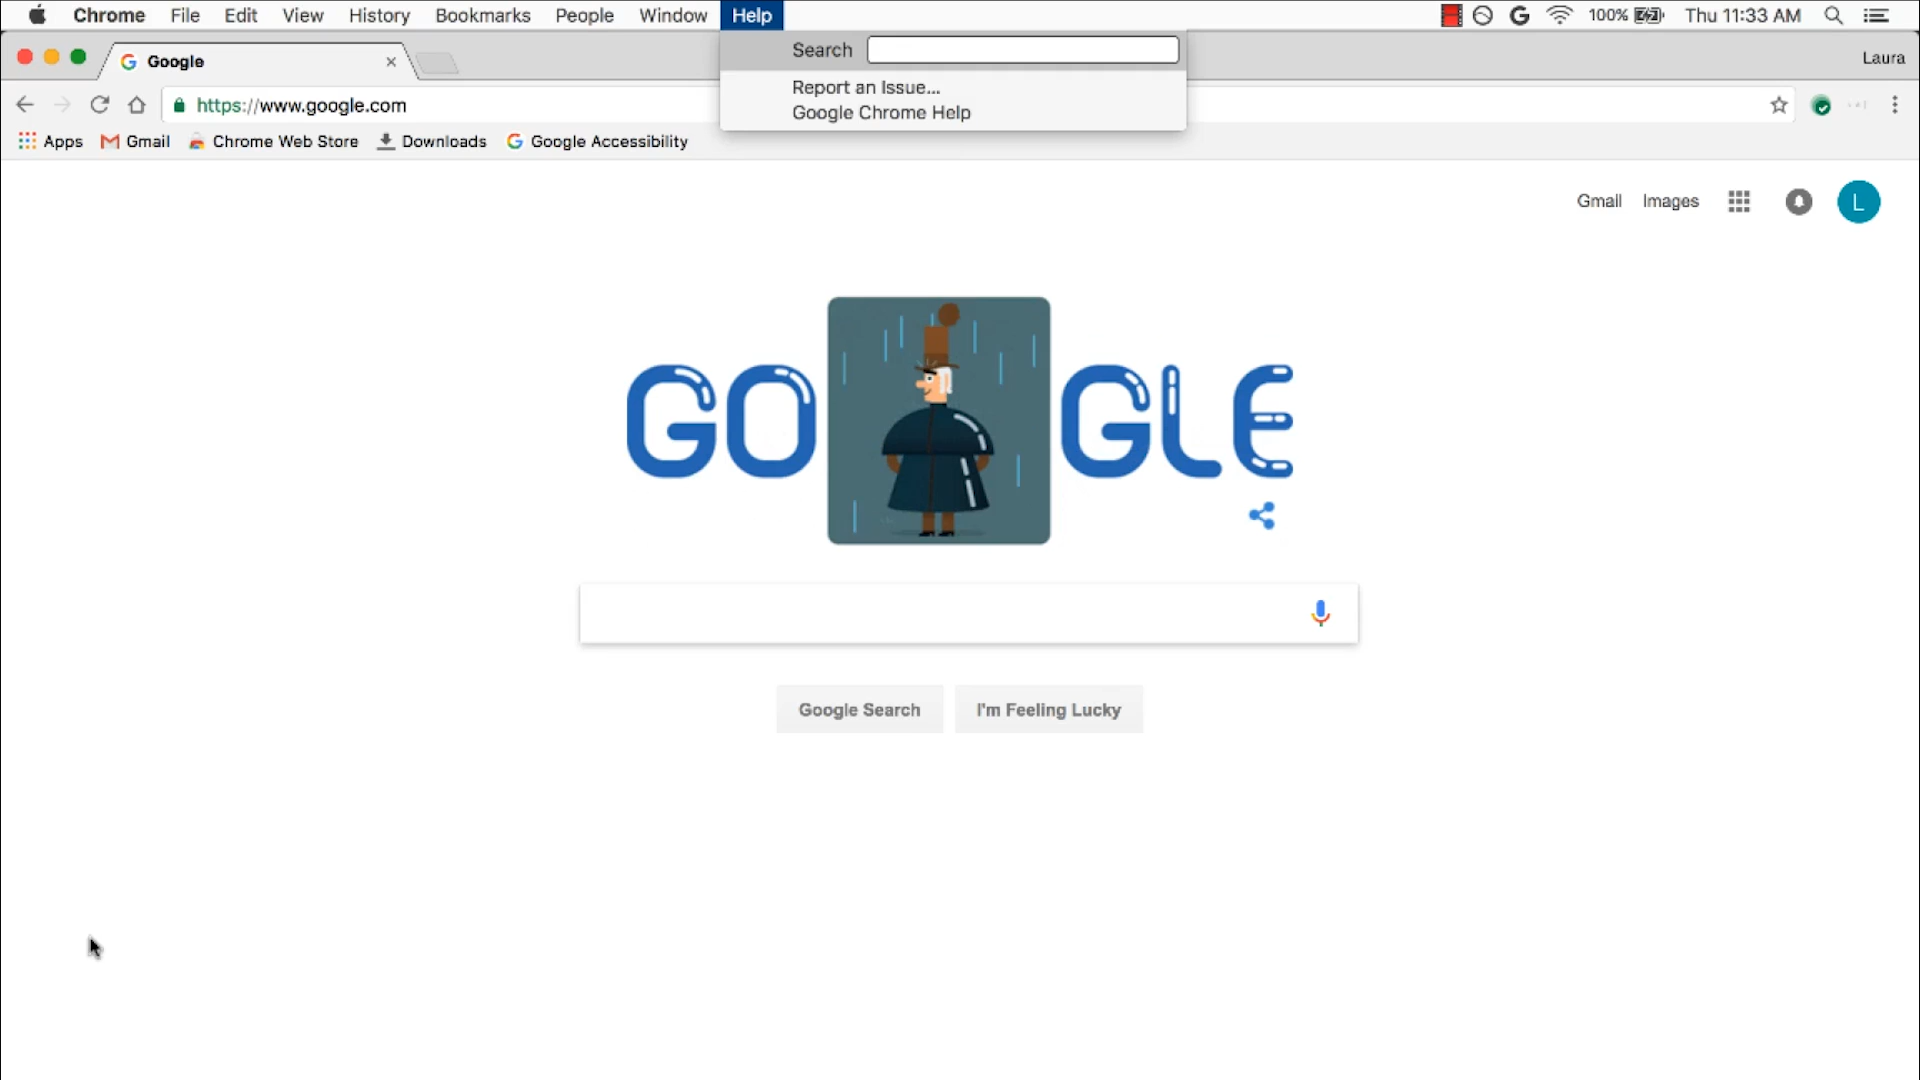 Chrome File Edit View History Bookmarks People Window Help 100% Thu 11:33 AM
Search
Google Laura
Report an Issue...
https://www.google.com
Google Chrome Help
Apps Gmail Chrome Web Store Downloads Google Accessibility
Gmail Images L
GO GLE
Google Search I'm Feeling Lucky